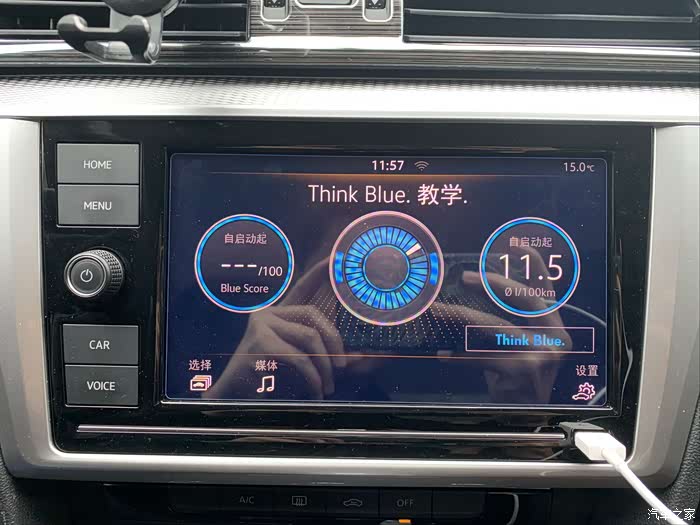 11:57
15.0℃
Think Blue. 教学.
自启动起
---/100
Blue Score
自启动起
11.5
Ø l/100km
Think Blue.
选择
媒体
设置
HOME
MENU
CAR
VOICE
A/C
OFF
汽车之家